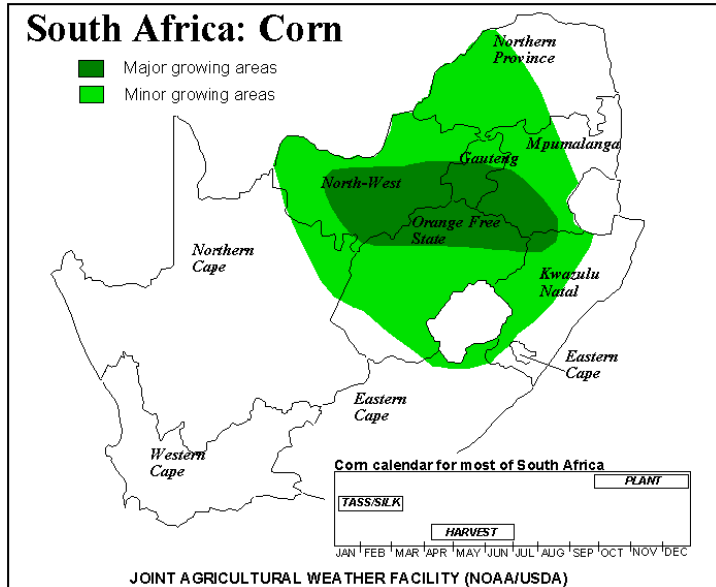 South Africa: Corn
Major growing areas
Minor growing areas
Northern
Province
Mpumalanga
Gauteng
North-West
Orange Free
State
Northern
Cape
Kwazulu
Natal
Eastern
Cape
Eastern
Cape
Western
Cape
Corn calendar for most of South Africa
PLANT
TASS/SILK
HARVEST
JAN FEB MAR APR MAY JUN JUL AUG SEP OCT NOV DEC
JOINT AGRICULTURAL WEATHER FACILITY (NOAA/USDA)